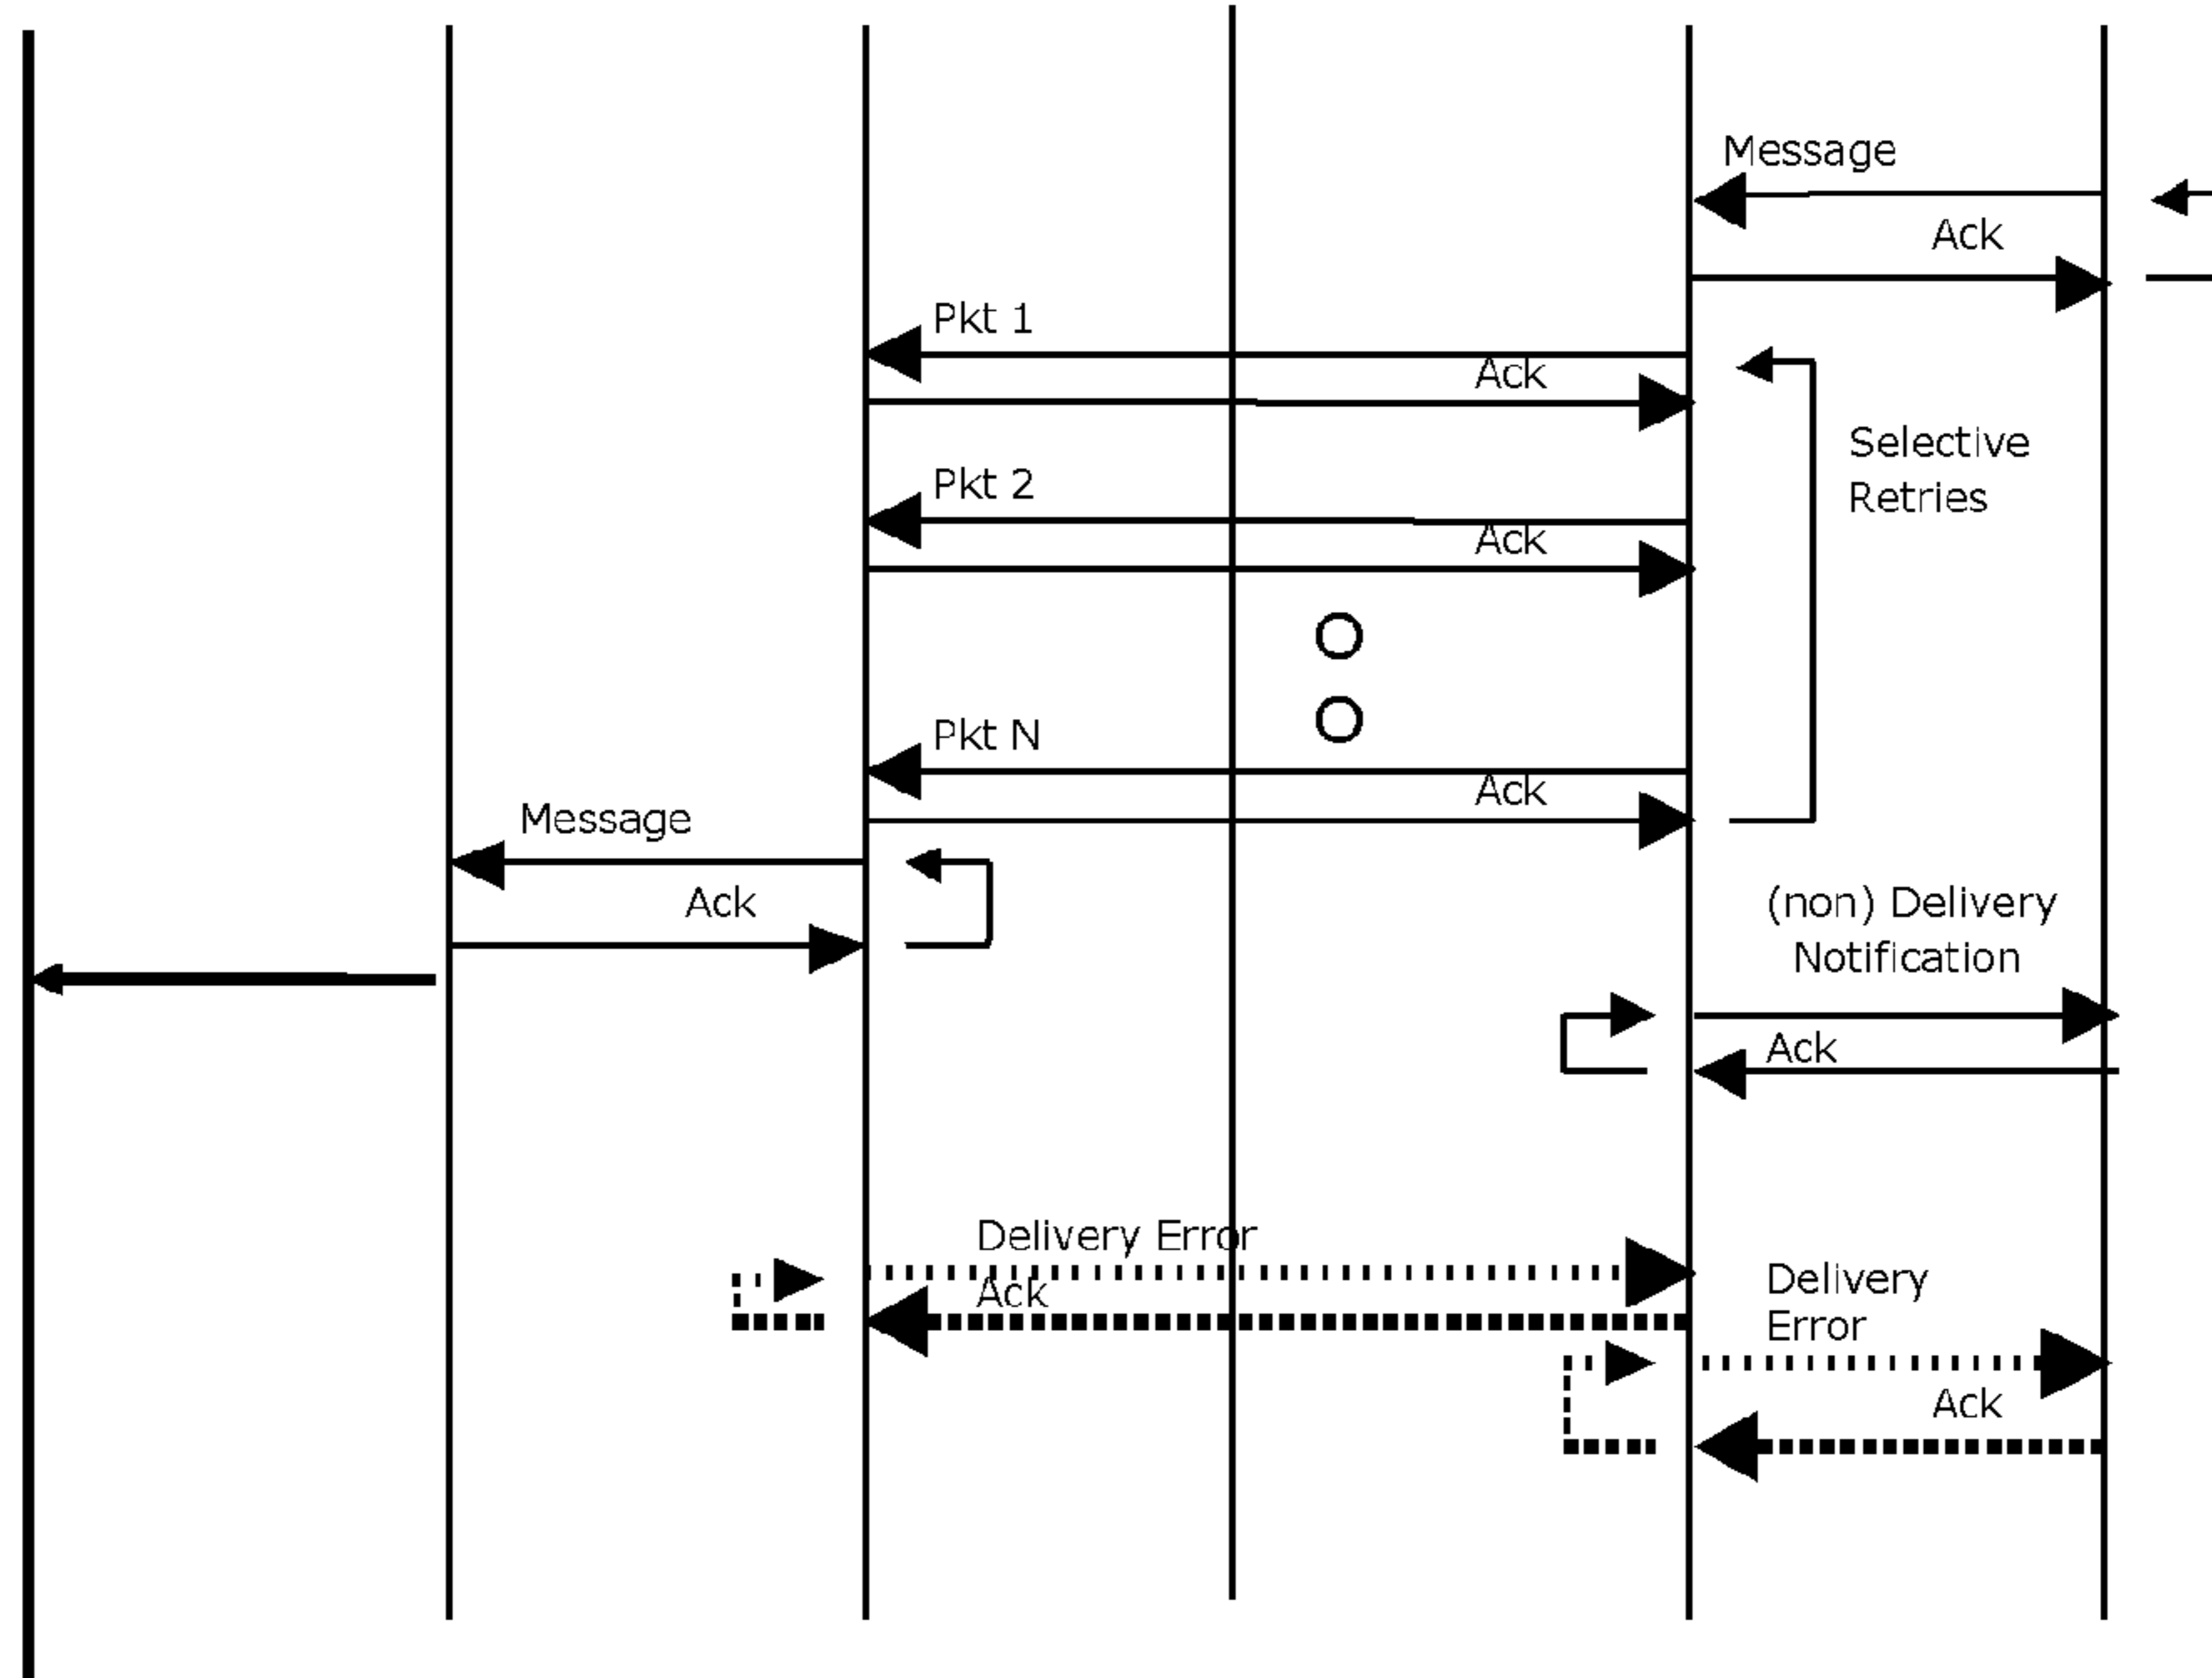 Message
Ack
Pkt 1
Ack
Selective
Retries
Pkt 2
Ack
Pkt N
Ack
Message
Ack
(non) Delivery
Notification
Ack
Delivery Error
Ack
Delivery
Error
Ack